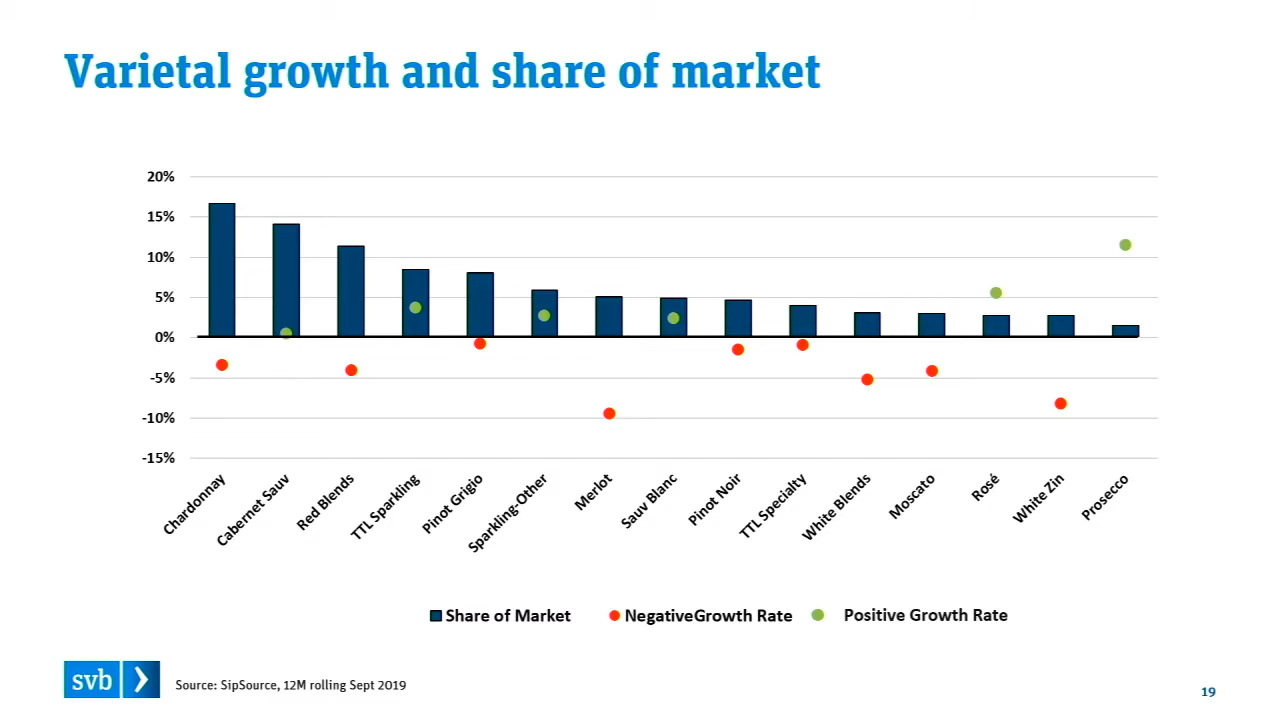 Varietal growth and share of market
20%
15%
10%
5%
0%
-5%
-10%
-15%
Chardonnay
Cabernet Sauv
Red Blends
TTL Sparkling
Pinot Grigio
Sparkling-Other
Merlot
Sauv Blanc
Pinot Noir
TTL Specialty
White Blends
Moscato
Rosé
White Zin
Prosecco
Share of Market NegativeGrowth Rate Positive Growth Rate
svb
Source: SipSource, 12M rolling Sept 2019
19